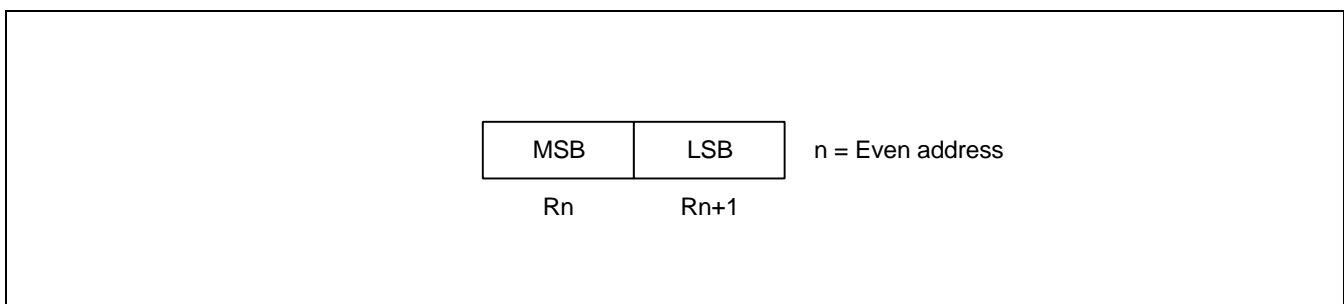 MSB LSB n = Even address
Rn Rn+1